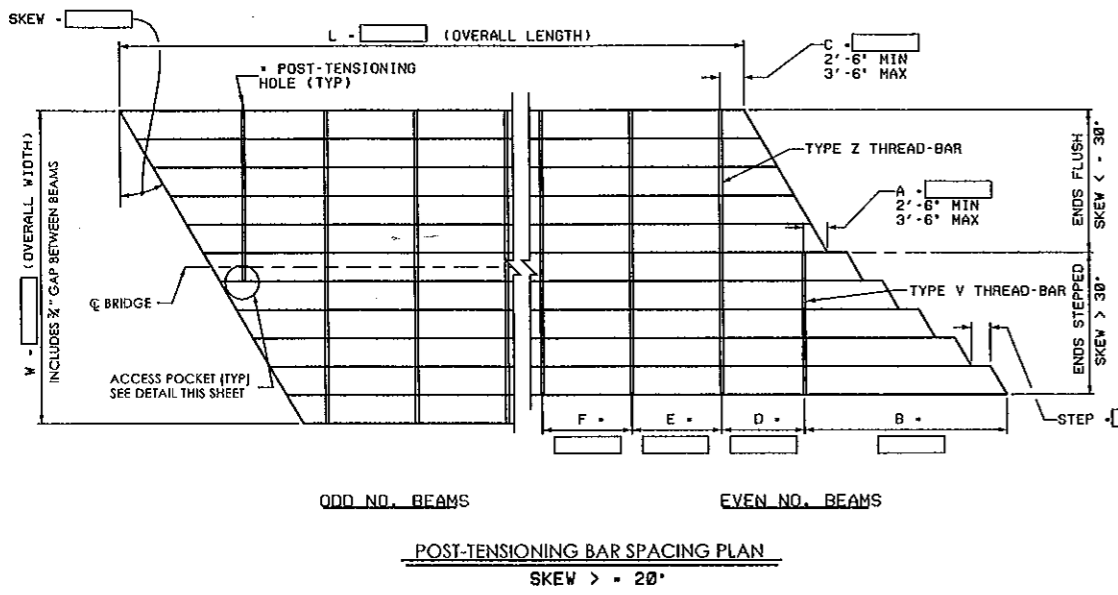 SKEW -
L - (OVERALL LENGTH)
C -
2'-6" MIN
3'-6" MAX
* POST-TENSIONING
HOLE (TYP)
TYPE Z THREAD-BAR
A -
2'-6" MIN
3'-6" MAX
ENDS FLUSH
SKEW < - 30°
W - (OVERALL WIDTH)
INCLUDES ¾" GAP BETWEEN BEAMS
℄ BRIDGE
TYPE V THREAD-BAR
ENDS STEPPED
SKEW > 30°
ACCESS POCKET (TYP)
SEE DETAIL THIS SHEET
F - E - D - B -
STEP -
ODD NO. BEAMS EVEN NO. BEAMS
POST-TENSIONING BAR SPACING PLAN
SKEW > - 20°